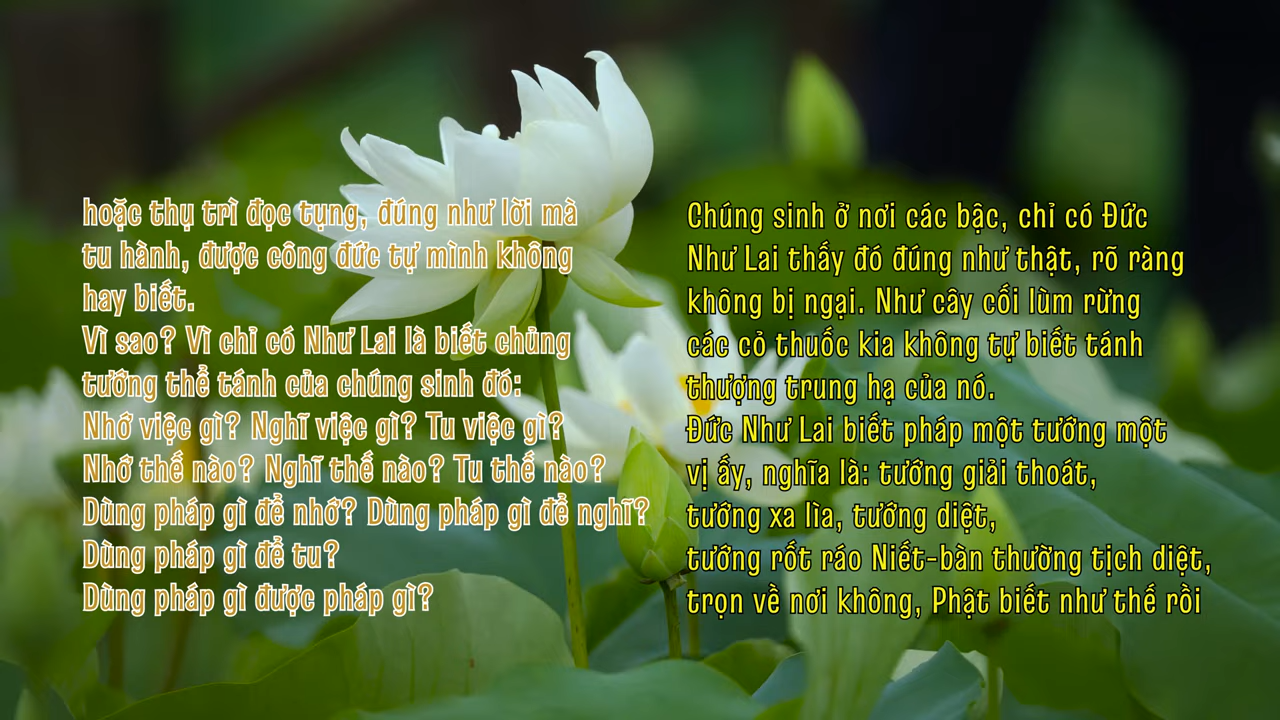 hoặc thụ trì đọc tụng, đúng như lời mà
tu hành, được công đức tự mình không
hay biết.
Vì sao? Vì chỉ có Như Lai là biết chủng
tướng thể tánh của chúng sinh đó:
Nhớ việc gì? Nghĩ việc gì? Tu việc gì?
Nhớ thế nào? Nghĩ thế nào? Tu thế nào?
Dùng pháp gì để nhớ? Dùng pháp gì để nghĩ?
Dùng pháp gì để tu?
Dùng pháp gì được pháp gì?
Chúng sinh ở nơi các bậc, chỉ có Đức
Như Lai thấy đó đúng như thật, rõ ràng
không bị ngại. Như cây cối lùm rừng
các cỏ thuốc kia không tự biết tánh
thượng trung hạ của nó.
Đức Như Lai biết pháp một tướng một
vị ấy, nghĩa là: tướng giải thoát,
tướng xa lìa, tướng diệt,
tướng rốt ráo Niết-bàn thường tịch diệt,
trọn về nơi không, Phật biết như thế rồi